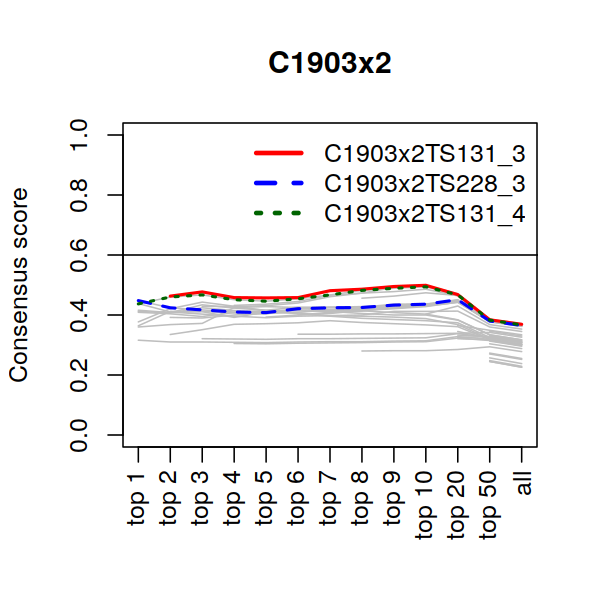 C1903x2
Consensus score
1.0
0.8
0.6
0.4
0.2
0.0
C1903x2TS131_3
C1903x2TS228_3
C1903x2TS131_4
top 1
top 2
top 3
top 4
top 5
top 6
top 7
top 8
top 9
top 10
top 20
top 50
all